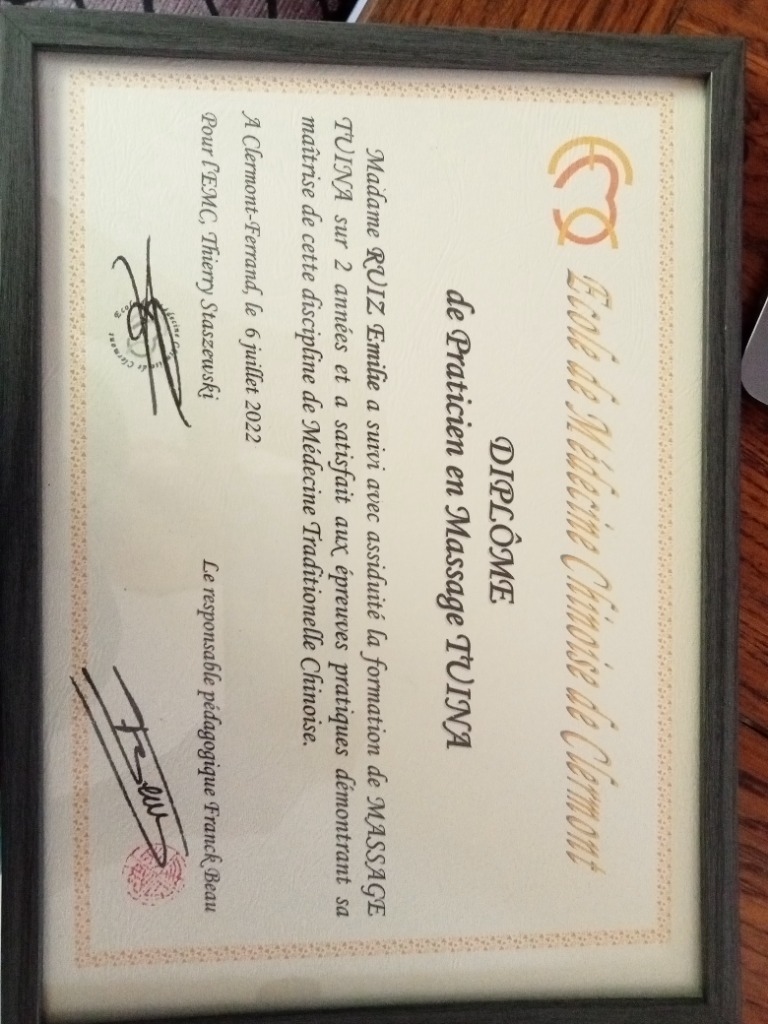 Ecole de Médecine Chinoise de Clermont
DIPLÔME
de Praticien en Massage TUINA
Madame RUIZ Emilie a suivi avec assiduité la formation de MASSAGE
TUINA sur 2 années et a satisfait aux épreuves pratiques démontrant sa
maîtrise de cette discipline de Médecine Traditionelle Chinoise.
A Clermont-Ferrand, le 6 juillet 2022
Pour l'EMC, Thierry Staszewski
Le responsable pédagogique Franck Beau